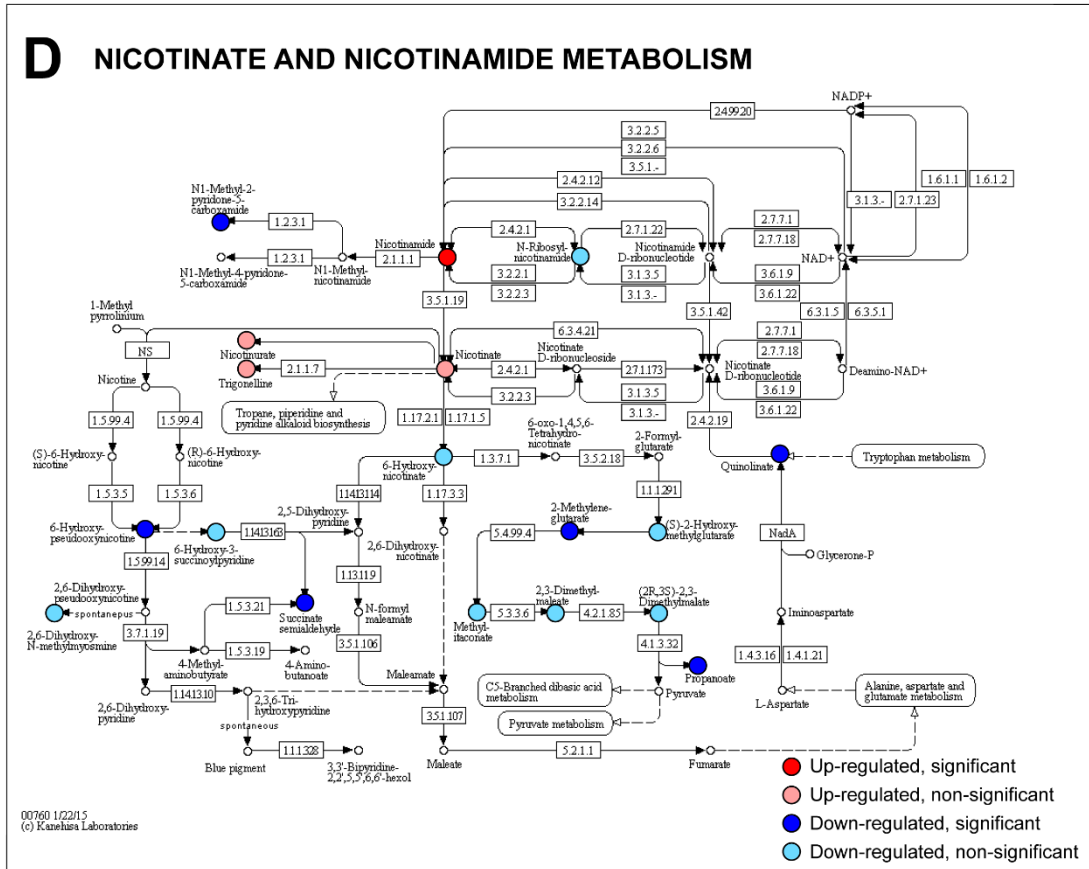 D NICOTINATE AND NICOTINAMIDE METABOLISM
NADP+
2.4.99.20
3.2.2.5
3.2.2.6
3.5.1.-
2.4.2.12
3.2.2.14
1.6.1.1
1.6.1.2
3.1.3.-
2.7.1.23
N1-Methyl-2-
pyridone-5-
carboxamide
1.2.3.1
Nicotinamide
2.4.2.1
2.7.1.22
2.7.7.1
2.7.7.18
N-Ribosyl-
nicotinamide
Nicotinamide
D-ribonucleotide
NAD+
1.2.3.1
2.1.1.1
N1-Methyl-4-pyridone-
5-carboxamide
N1-Methyl-
nicotinamide
3.2.2.1
3.2.2.3
3.1.3.5
3.1.3.-
3.6.1.9
3.6.1.22
3.5.1.19
3.5.1.42
6.3.1.5
6.3.5.1
1-Methyl
pyrrolinium
6.3.4.21
2.7.7.1
2.7.7.18
NS
Nicotinurate
Nicotinate
Nicotinate
D-ribonucleoside
2.1.1.7
2.4.2.1
2.7.1.173
Nicotinate
D-ribonucleotide
Deamino-NAD+
Nicotine
Trigonelline
3.2.2.3
3.1.3.5
3.1.3.-
3.6.1.9
3.6.1.22
Tropane, piperidine and
pyridine alkaloid biosynthesis
1.5.99.4
1.5.99.4
1.17.2.1
1.17.1.5
2.4.2.19
6-oxo-1,4,5,6-
Tetrahydro-
nicotinate
2-Formyl-
glutarate
(S)-6-Hydroxy-
nicotine
(R)-6-Hydroxy-
nicotine
6-Hydroxy-
nicotinate
1.3.7.1
3.5.2.18
Quinolinate
Tryptophan metabolism
1.5.3.5
1.5.3.6
1.14.13.114
1.17.3.3
1.1.1.291
6-Hydroxy-
pseudooxynicotine
2,5-Dihydroxy-
pyridine
2-Methylene-
glutarate
1.14.13.163
5.4.99.4
(S)-2-Hydroxy-
methylglutarate
NadA
6-Hydroxy-3-
succinoylpyridine
2,6-Dihydroxy-
nicotinate
Glycerone-P
1.5.99.14
1.13.11.9
2,6-Dihydroxy-
pseudooxynicotine
2,3-Dimethyl-
maleate
(2R,3S)-2,3-
Dimethylmalate
spontaneous
1.5.3.21
Succinate
semialdehyde
N-formyl
maleamate
Methyl-
itaconate
5.3.3.6
4.2.1.85
Iminoaspartate
2,6-Dihydroxy-
N-methylmyosmine
3.7.1.19
4.1.3.32
4-Methyl-
aminobutyrate
1.5.3.19
4-Amino-
butanoate
3.5.1.106
1.4.3.16
1.4.1.21
Maleamate
Propanoate
C5-Branched dibasic acid
metabolism
Pyruvate
Alanine, aspartate and
glutamate metabolism
1.14.13.10
2,6-Dihydroxy-
pyridine
2,3,6-Tri-
hydroxypyridine
L-Aspartate
3.5.1.107
Pyruvate metabolism
spontaneous
1.1.1.328
5.2.1.1
Blue pigment
3,3'-Bipyridine-
2,2',5,5',6,6'-hexol
Maleate
Fumarate
Up-regulated, significant
Up-regulated, non-significant
Down-regulated, significant
Down-regulated, non-significant
00760 1/22/15
(c) Kanehisa Laboratories